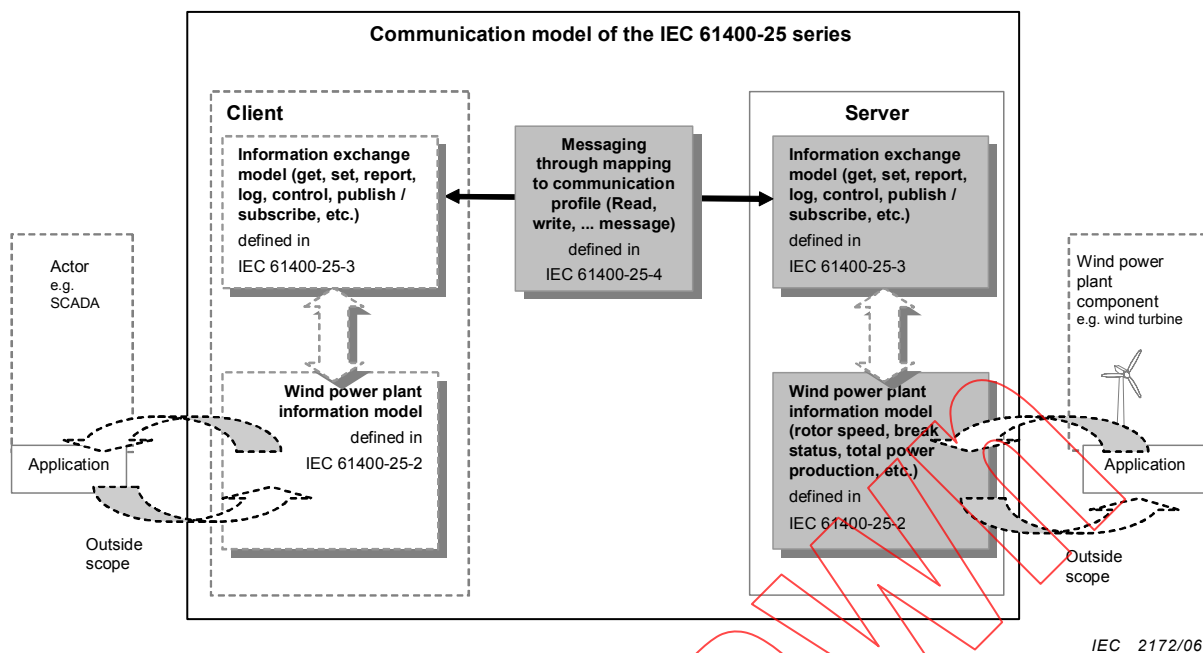 Communication model of the IEC 61400-25 series
Client
Information exchange
model (get, set, report,
log, control, publish /
subscribe, etc.)
defined in
IEC 61400-25-3
Wind power plant
information model
defined in
IEC 61400-25-2
Messaging
through mapping
to communication
profile (Read,
write, ... message)
defined in
IEC 61400-25-4
Server
Information exchange
model (get, set, report,
log, control, publish /
subscribe, etc.)
defined in
IEC 61400-25-3
Wind power plant
information model
(rotor speed, break
status, total power
production, etc.)
defined in
IEC 61400-25-2
Actor
e.g.
SCADA
Application
Outside
scope
Wind power
plant
component
e.g. wind turbine
Application
Outside
scope
IEC 2172/06